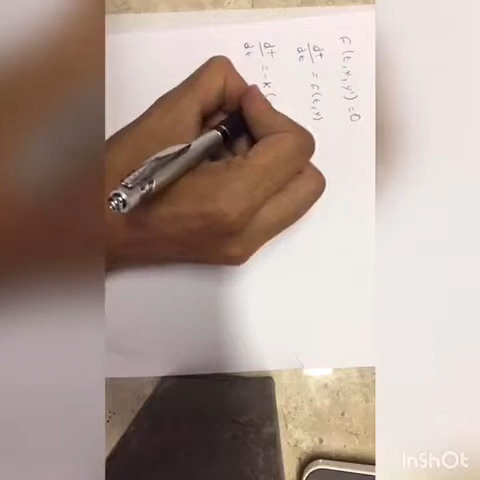 F(t,y,y')=0
dT/dt = F(t,y)
dT/dt = -k(
InShOt